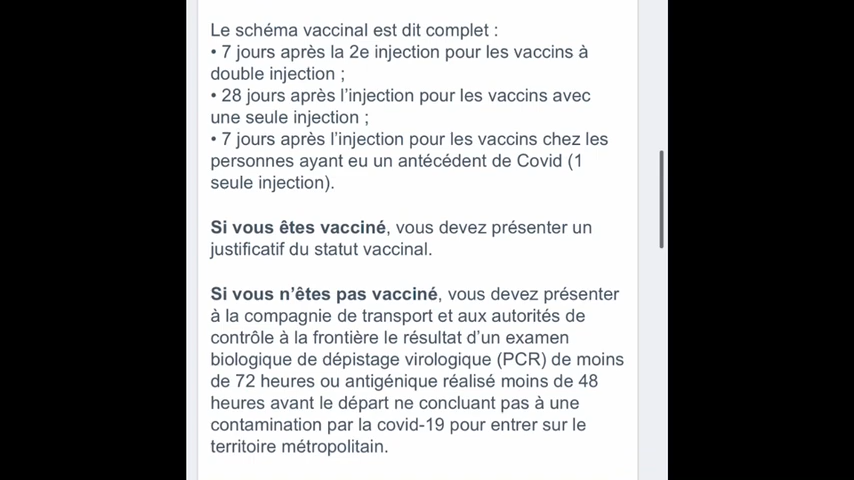 Le schéma vaccinal est dit complet :
• 7 jours après la 2e injection pour les vaccins à
double injection ;
• 28 jours après l’injection pour les vaccins avec
une seule injection ;
• 7 jours après l’injection pour les vaccins chez les
personnes ayant eu un antécédent de Covid (1
seule injection).
Si vous êtes vacciné, vous devez présenter un
justificatif du statut vaccinal.
Si vous n’êtes pas vacciné, vous devez présenter
à la compagnie de transport et aux autorités de
contrôle à la frontière le résultat d’un examen
biologique de dépistage virologique (PCR) de moins
de 72 heures ou antigénique réalisé moins de 48
heures avant le départ ne concluant pas à une
contamination par la covid-19 pour entrer sur le
territoire métropolitain.